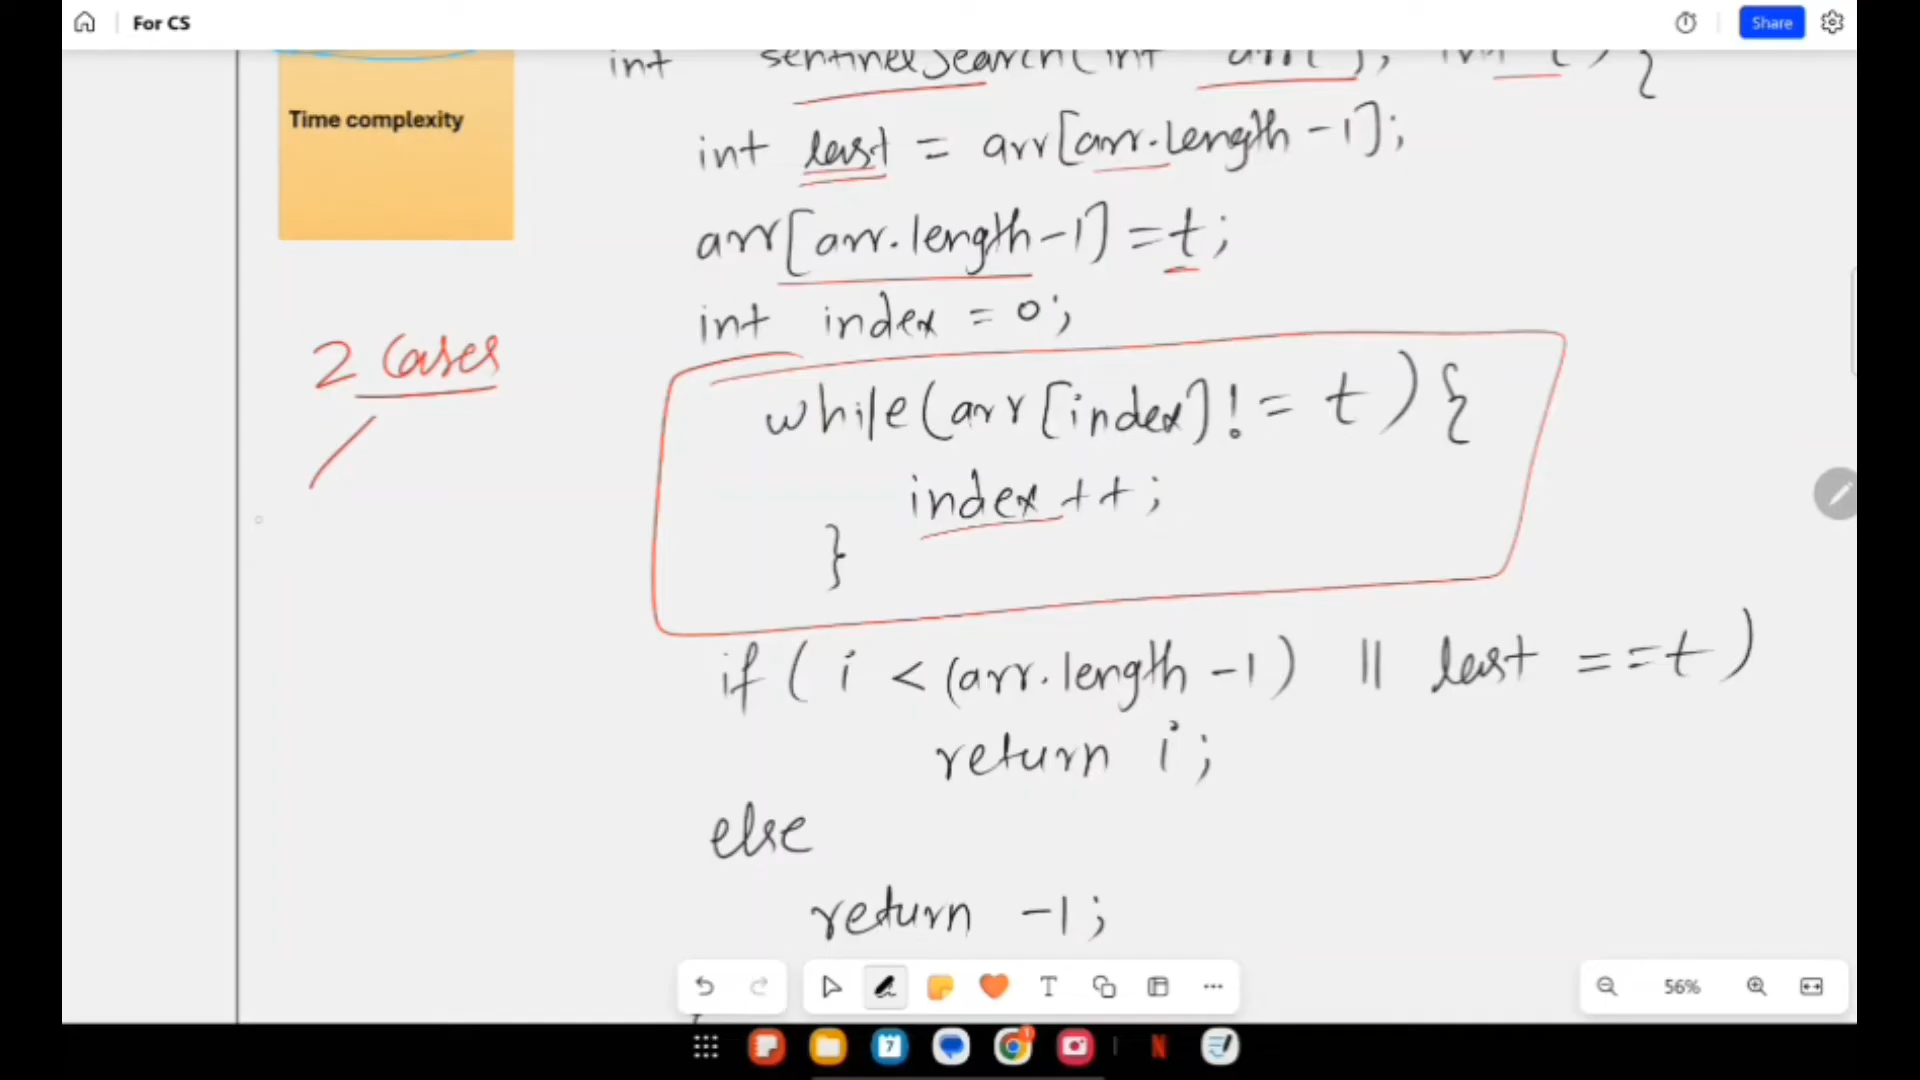 For CS
Share
int sentinelSearch(int arr[], int t) {
Time complexity
int last = arr[arr.length-1];
arr[arr.length-1]=t;
int index = 0;
2 Cases
while(arr[index]!= t){
index++;
}
if( i < (arr.length -1) || last ==t)
return i;
else
return -1;
T
56%
7
1
N